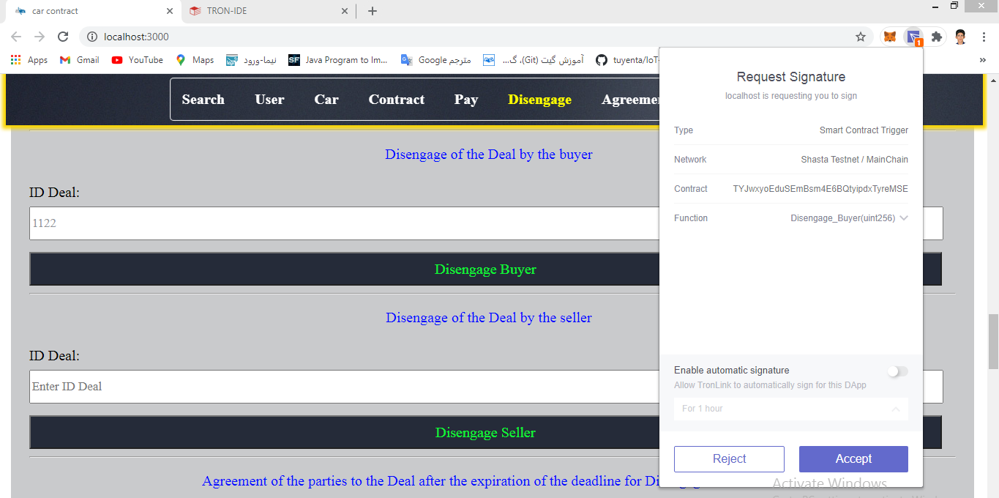 car contract
TRON-IDE
localhost:3000
Apps
Gmail
YouTube
Maps
نیما-ورود
SF
Java Program to Im...
مترجم Google
آموزش گیت (Git)، گ...
tuyenta/IoT-
»
1
Search
User
Car
Contract
Pay
Disengage
Agreemen
Disengage of the Deal by the buyer
ID Deal:
1122
Disengage Buyer
Disengage of the Deal by the seller
ID Deal:
Enter ID Deal
Disengage Seller
Agreement of the parties to the Deal after the expiration of the deadline for Di
Request Signature
localhost is requesting you to sign
Type
Smart Contract Trigger
Network
Shasta Testnet / MainChain
Contract
TYJwxyoEduSEmBsm4E6BQtyipdxTyreMSE
Function
Disengage_Buyer(uint256)
Enable automatic signature
Allow TronLink to automatically sign for this DApp
For 1 hour
Reject
Accept
Activate Windows